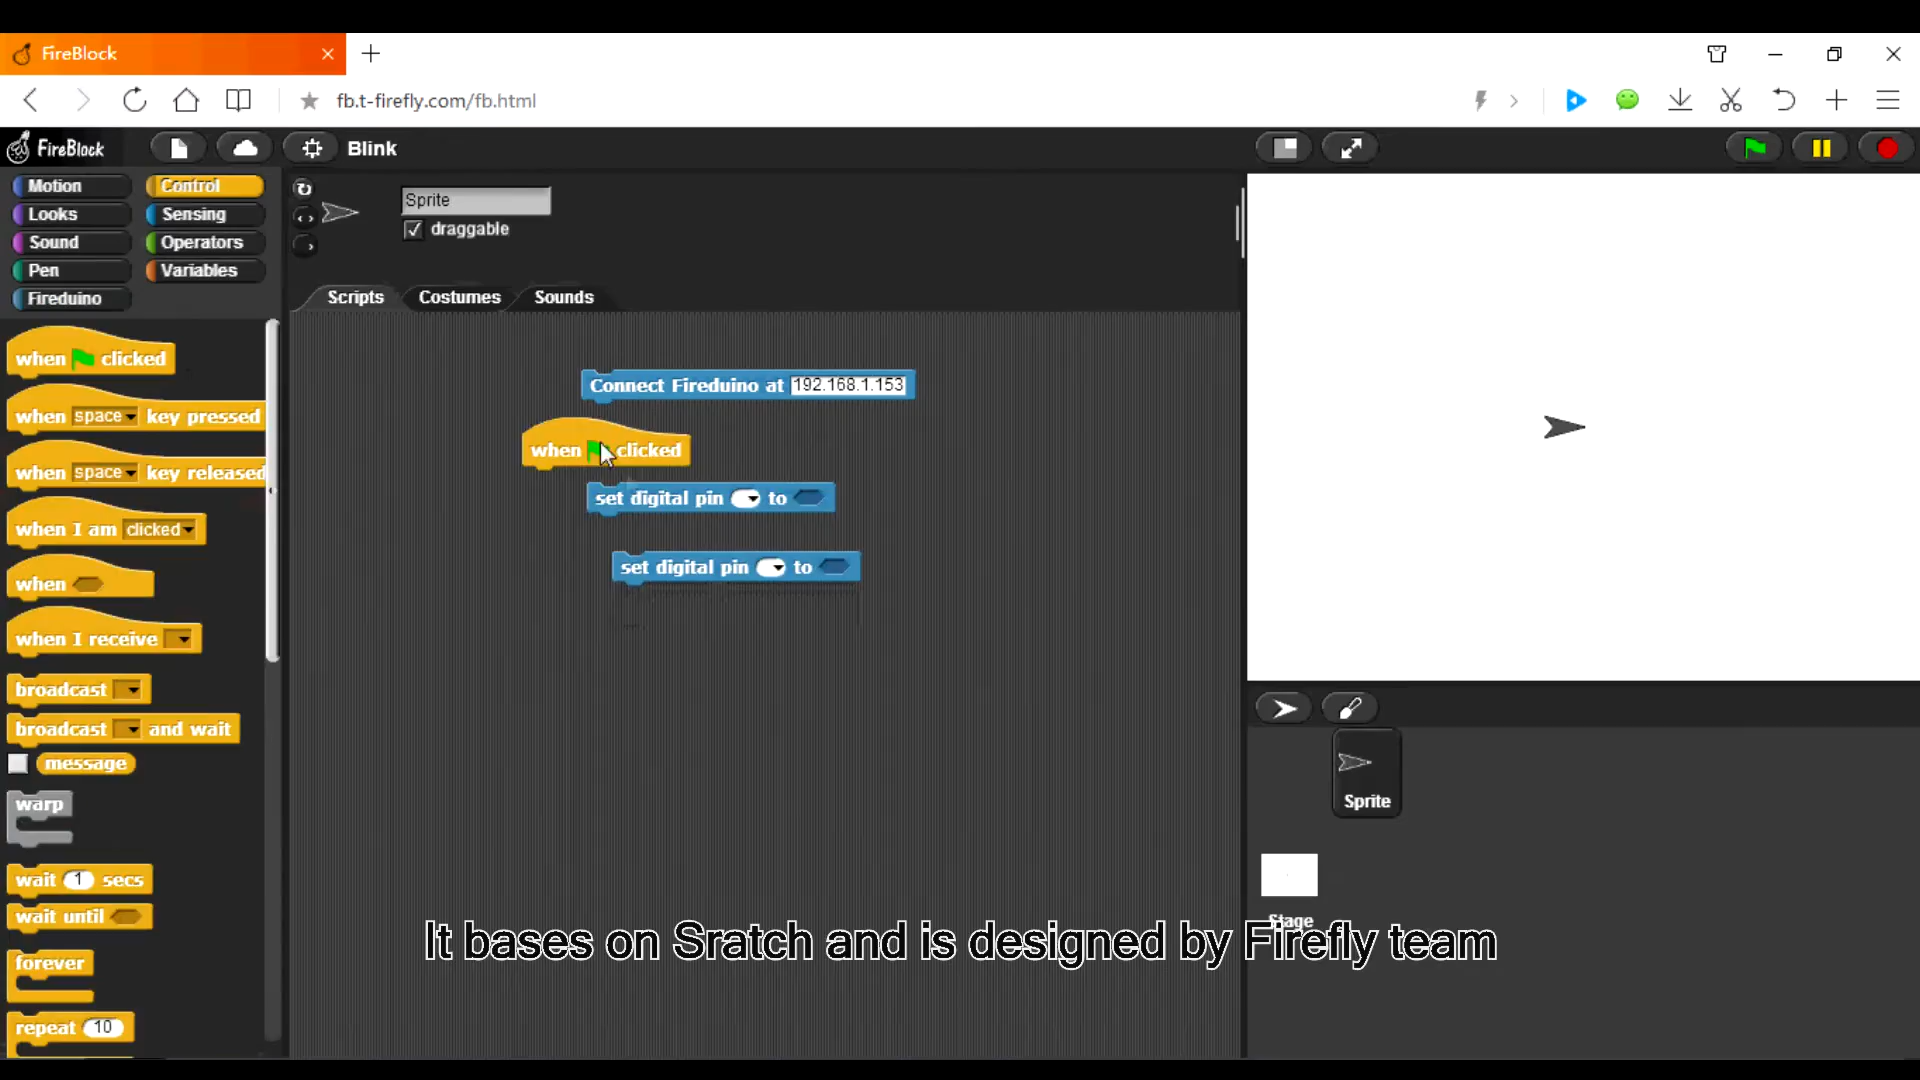 FireBlock
fb.t-firefly.com/fb.html
FireBlock
Blink
Motion
Control
Looks
Sensing
Sound
Operators
Pen
Variables
Fireduino
Sprite
draggable
Scripts
Costumes
Sounds
when clicked
when space key pressed
when space key released
when I am clicked
when
when I receive
broadcast
broadcast and wait
message
warp
wait 1 secs
wait until
forever
repeat 10
Connect Fireduino at 192.168.1.153
when clicked
set digital pin to
set digital pin to
Sprite
Stage
It bases on Sratch and is designed by Firefly team